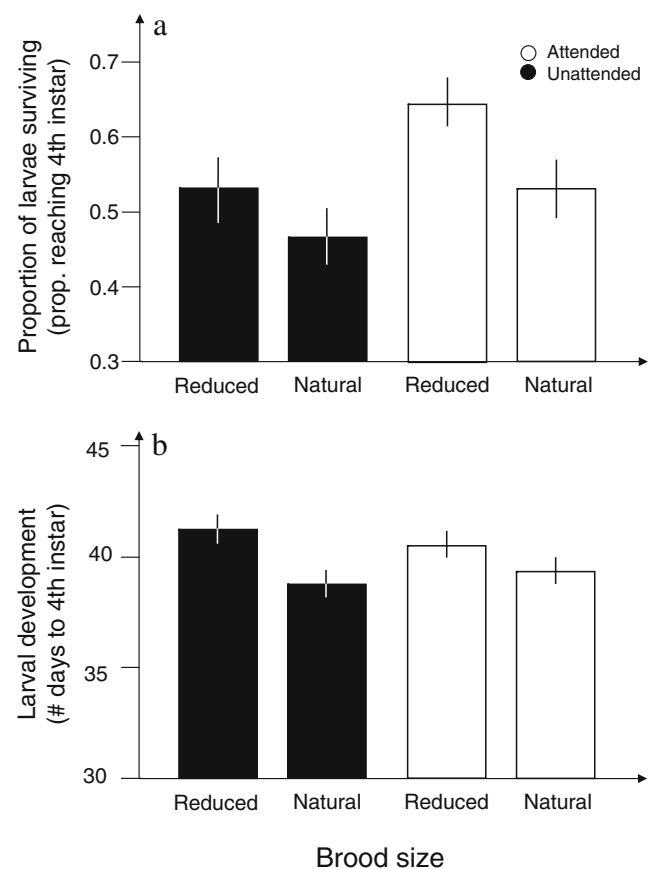 a
Attended
Unattended
Proportion of larvae surviving
(prop. reaching 4th instar)
0.7
0.6
0.5
0.4
0.3
Reduced Natural Reduced Natural
b
Larval development
(# days to 4th instar)
45
40
35
30
Reduced Natural Reduced Natural
Brood size